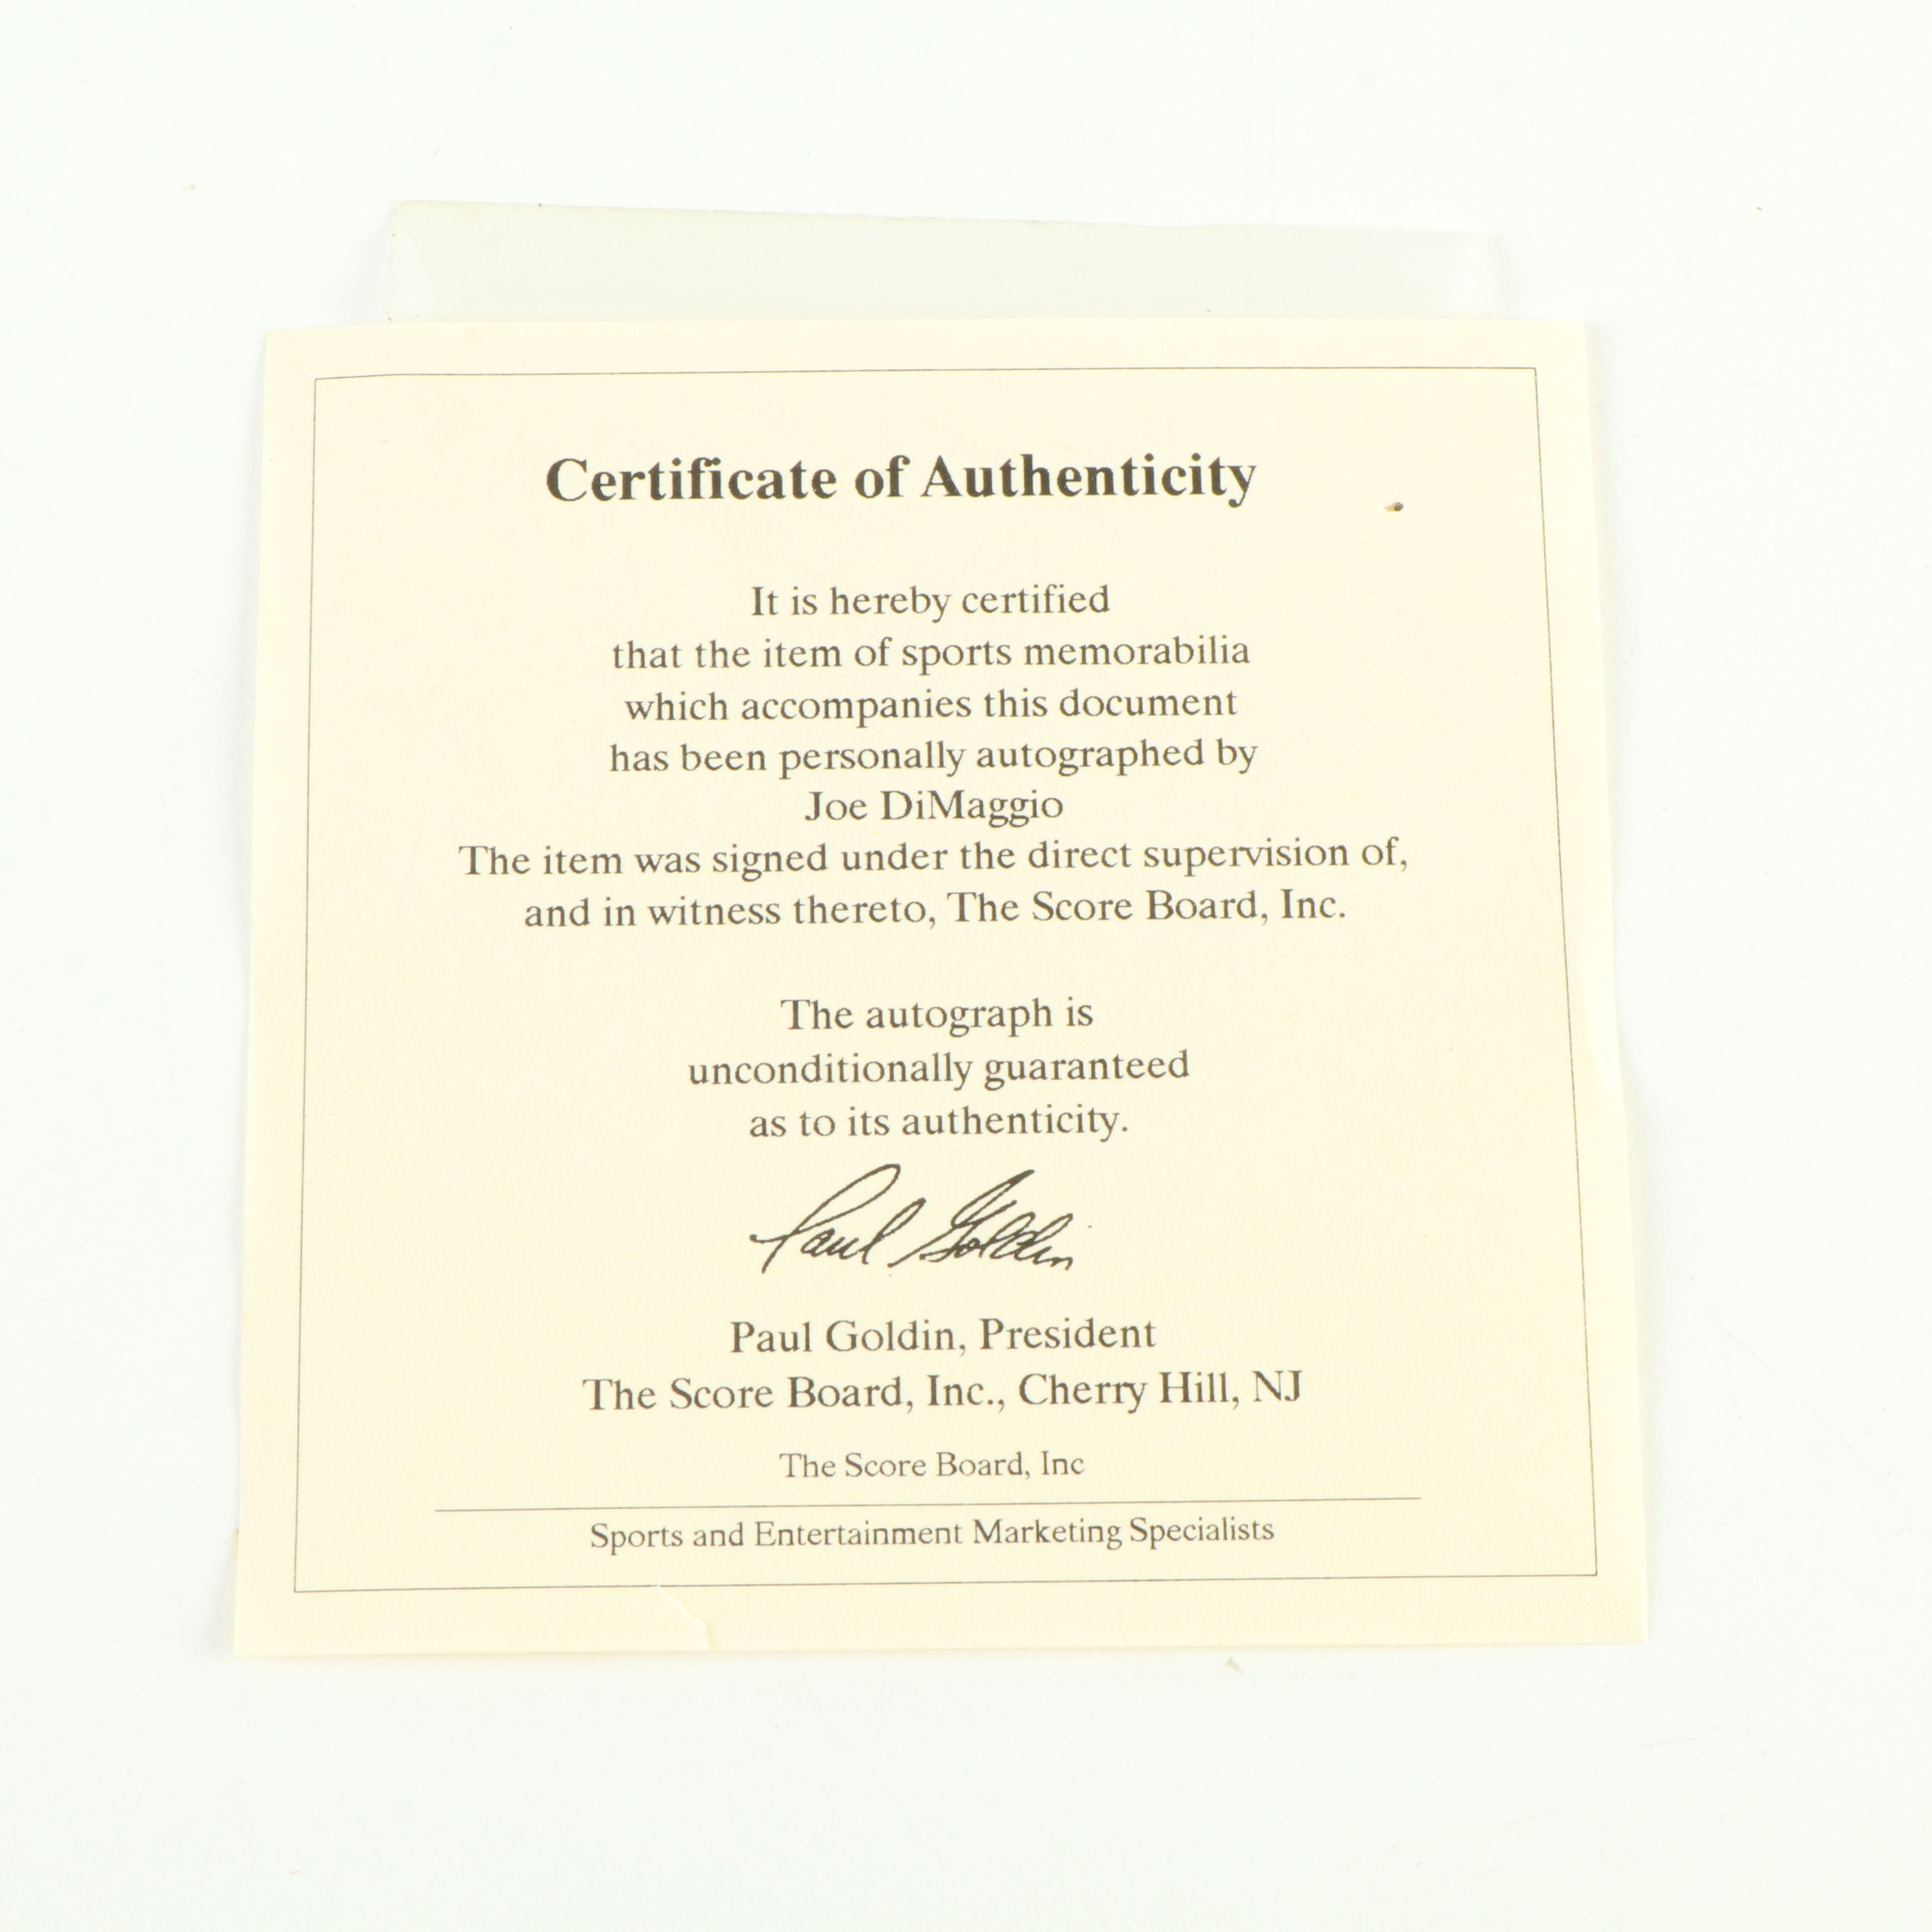 Certificate of Authenticity
It is hereby certified
that the item of sports memorabilia
which accompanies this document
has been personally autographed by
Joe DiMaggio
The item was signed under the direct supervision of,
and in witness thereto, The Score Board, Inc.
The autograph is
unconditionally guaranteed
as to its authenticity.
Paul Goldin
Paul Goldin, President
The Score Board, Inc., Cherry Hill, NJ
The Score Board, Inc
Sports and Entertainment Marketing Specialists